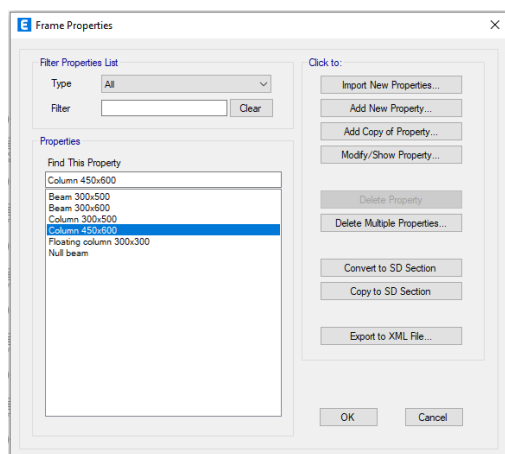 E Frame Properties
Filter Properties List
Type All
Filter Clear
Properties
Find This Property
Column 450x600
Beam 300x500
Beam 300x600
Column 300x500
Column 450x600
Floating column 300x300
Null beam
Click to:
Import New Properties...
Add New Property...
Add Copy of Property...
Modify/Show Property...
Delete Property
Delete Multiple Properties...
Convert to SD Section
Copy to SD Section
Export to XML File...
OK Cancel